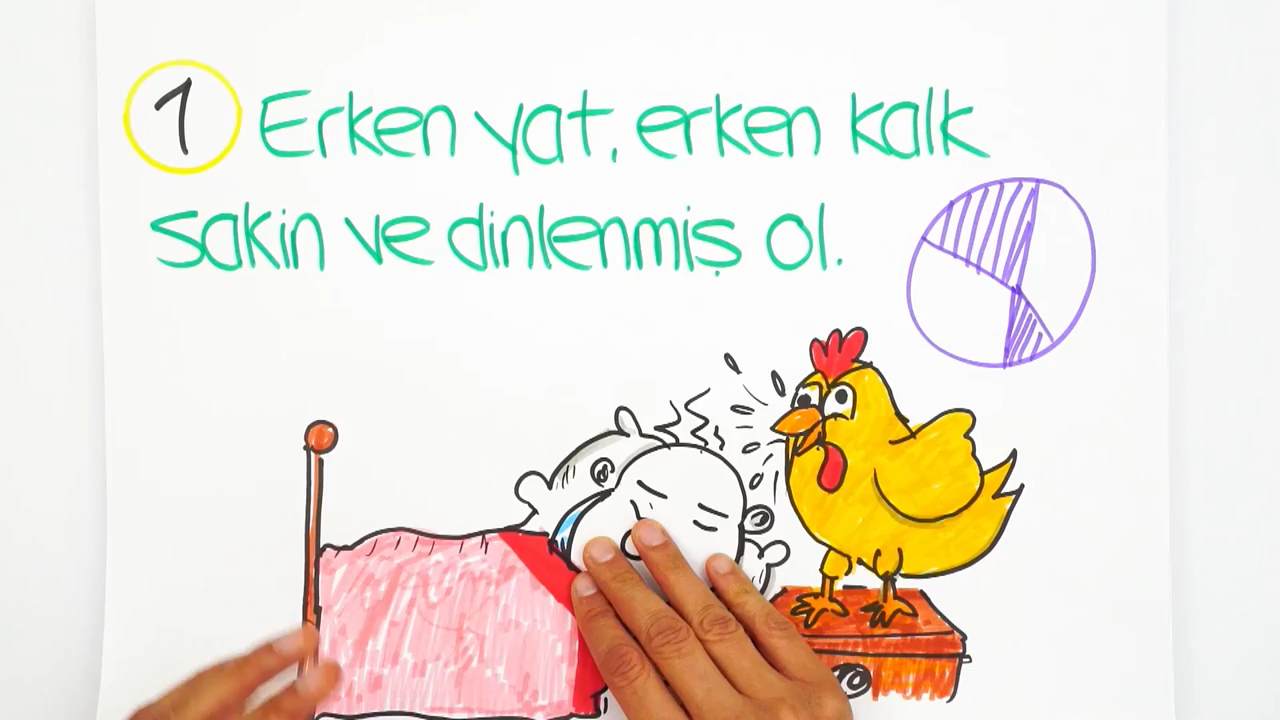 1 Erken yat, erken kalk
sakin ve dinlenmiş ol.